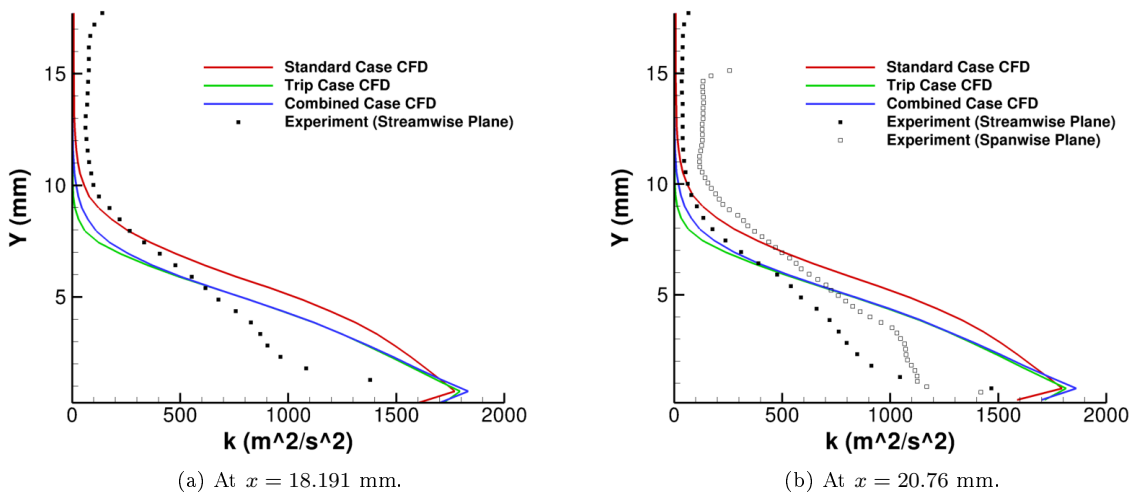 15
10
5
0
500
1000
1500
2000
Y (mm)
k (m^2/s^2)
Standard Case CFD
Trip Case CFD
Combined Case CFD
Experiment (Streamwise Plane)
(a) At x = 18.191 mm.
15
10
5
0
500
1000
1500
2000
Y (mm)
k (m^2/s^2)
Standard Case CFD
Trip Case CFD
Combined Case CFD
Experiment (Streamwise Plane)
Experiment (Spanwise Plane)
(b) At x = 20.76 mm.